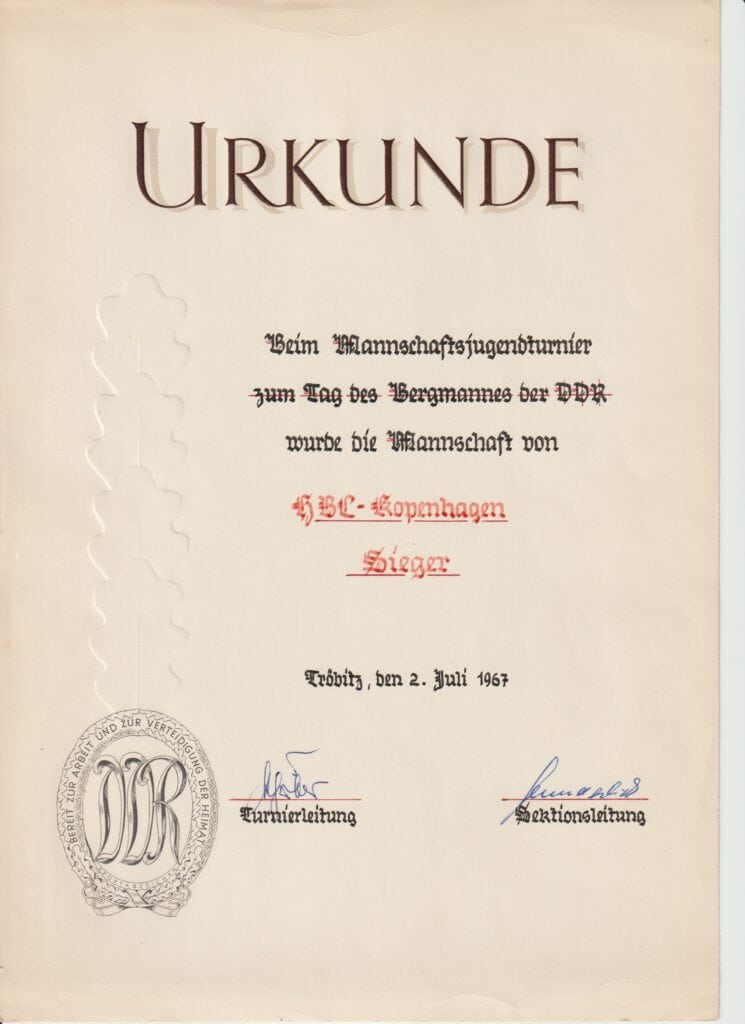 URKUNDE
Beim Mannschaftsjugendturnier
zum Tag des Bergmannes der DDR
wurde die Mannschaft von
HBC-Kopenhagen
Sieger
Tröbitz, den 2. Juli 1967
BEREIT ZUR ARBEIT UND ZUR VERTEIDIGUNG DER HEIMAT
DDR
SPORTABZEICHEN
Turnierleitung
Sektionsleitung